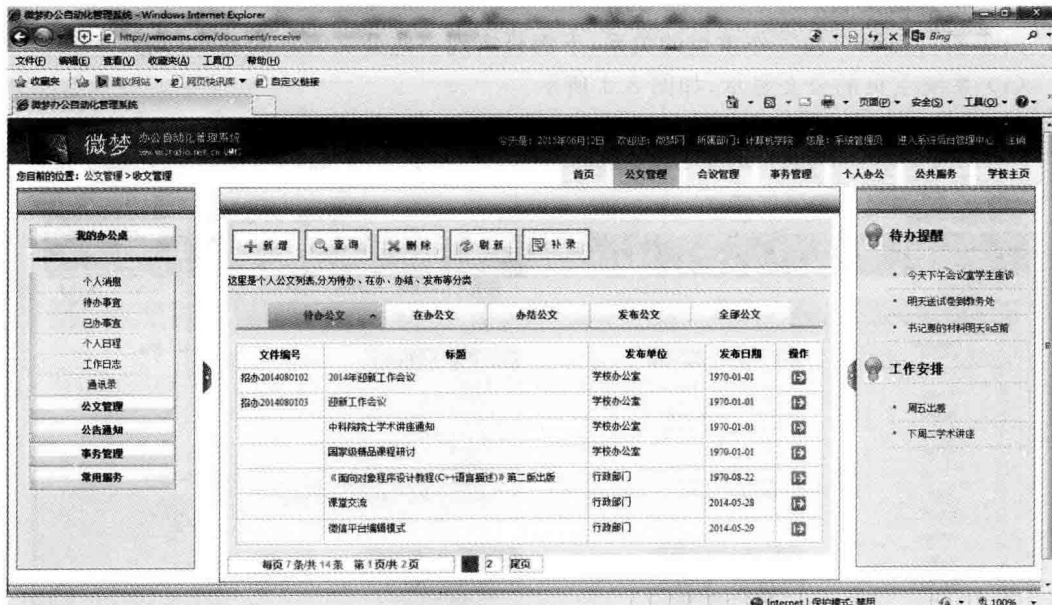 微梦办公自动化管理系统 - Windows Internet Explorer
http://wmoams.com/document/receive
Bing
文件(F) 编辑(E) 查看(V) 收藏夹(A) 工具(T) 帮助(H)
收藏夹 建议网站 网页快讯库 自定义链接
微梦办公自动化管理系统
页面(P) 安全(S) 工具(O)
微梦 办公自动化管理系统
今天是：2015年06月12日 欢迎您： 所属部门：计算机学院 您是：系统管理员 进入系统后台管理中心 注销
您目前的位置：公文管理>收文管理
首页 公文管理 会议管理 事务管理 个人办公 公共服务 学校主页
我的办公桌
个人消息
待办事宜
已办事宜
个人日程
工作日志
通讯录
公文管理
公告通知
事务管理
常用服务
新增 查询 删除 刷新 补录
这里是个人公文列表,分为待办、在办、办结、发布等分类
待办公文 在办公文 办结公文 发布公文 全部公文
文件编号 标题 发布单位 发布日期 操作
招办2014080102 2014年迎新工作会议 学校办公室 1970-01-01
招办2014080103 迎新工作会议 学校办公室 1970-01-01
中科院院士学术讲座通知 学校办公室 1970-01-01
国家级精品课程研讨 学校办公室 1970-01-01
《面向对象程序设计教程(C++语言描述)》第二版出版 行政部门 1970-08-22
课堂交流 行政部门 2014-05-28
微信平台编辑模式 行政部门 2014-05-29
每页 7 条/共 14 条 第 1 页/共 2 页 2 尾页
待办提醒
今天下午会议室学生座谈
明天送试卷到教务处
书记要的材料明天8点前
工作安排
周五出差
下周二学术讲座
Internet | 保护模式: 禁用
100%